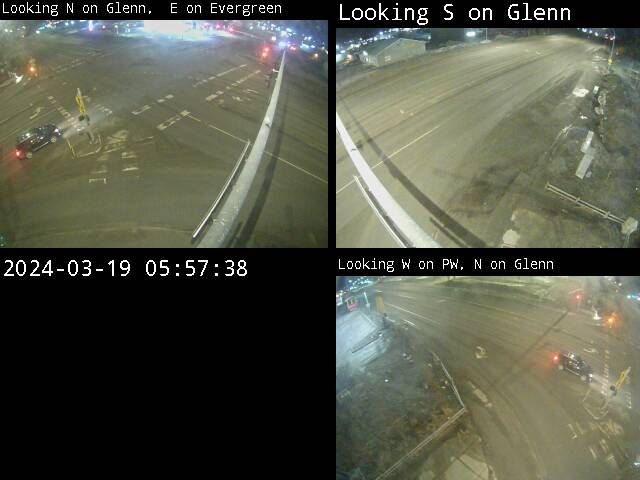 Looking N on Glenn,  E on Evergreen
Looking S on Glenn
2024-03-19 05:57:38
Looking W on PW, N on Glenn